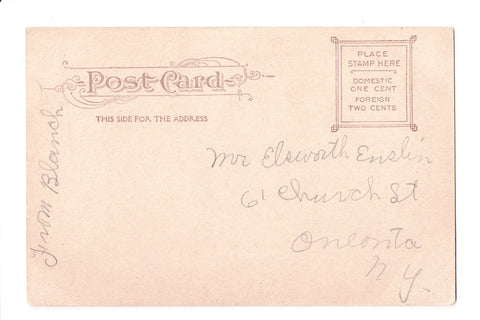 Post Card
THIS SIDE FOR THE ADDRESS
PLACE
STAMP HERE
DOMESTIC
ONE CENT
FOREIGN
TWO CENTS
Mr Elsworth Enslin
61 Church St
Oneonta
N Y.
From Blanch